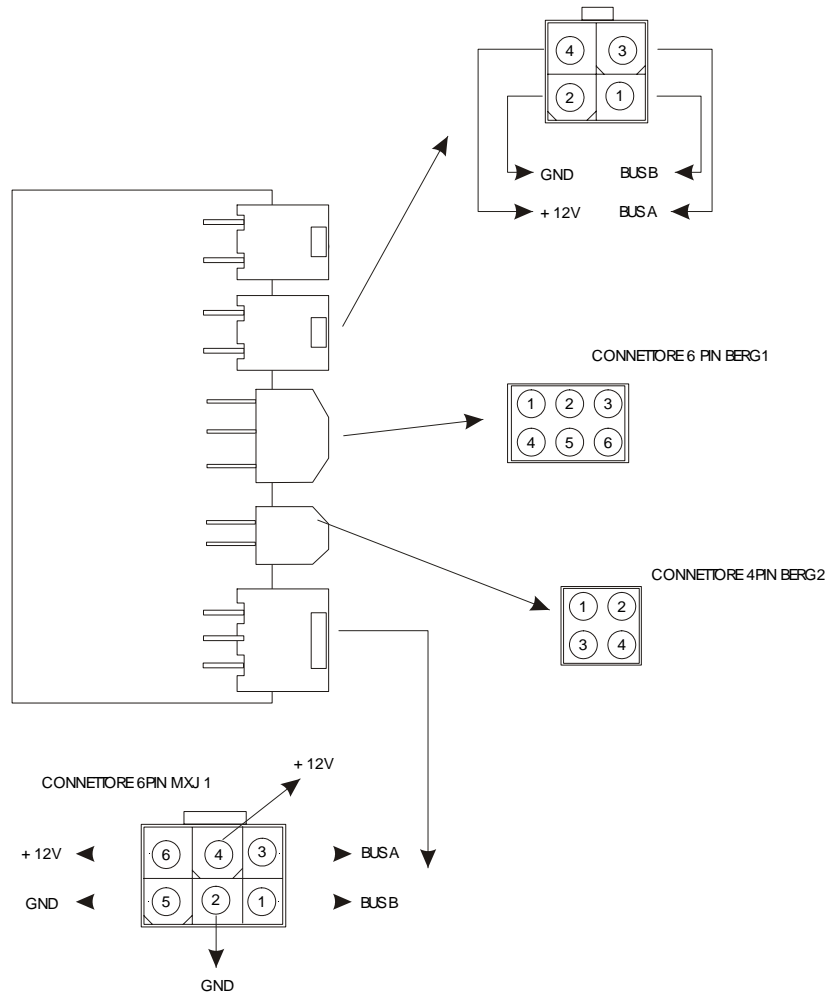 4 3
2 1
GND BUS B
+ 12V BUS A
CONNETTORE 6 PIN BERG1
1 2 3
4 5 6
CONNETTORE 4PIN BERG2
1 2
3 4
+ 12V
CONNETTORE 6PIN MXJ 1
+ 12V 6 4 3 BUS A
GND 5 2 1 BUS B
GND